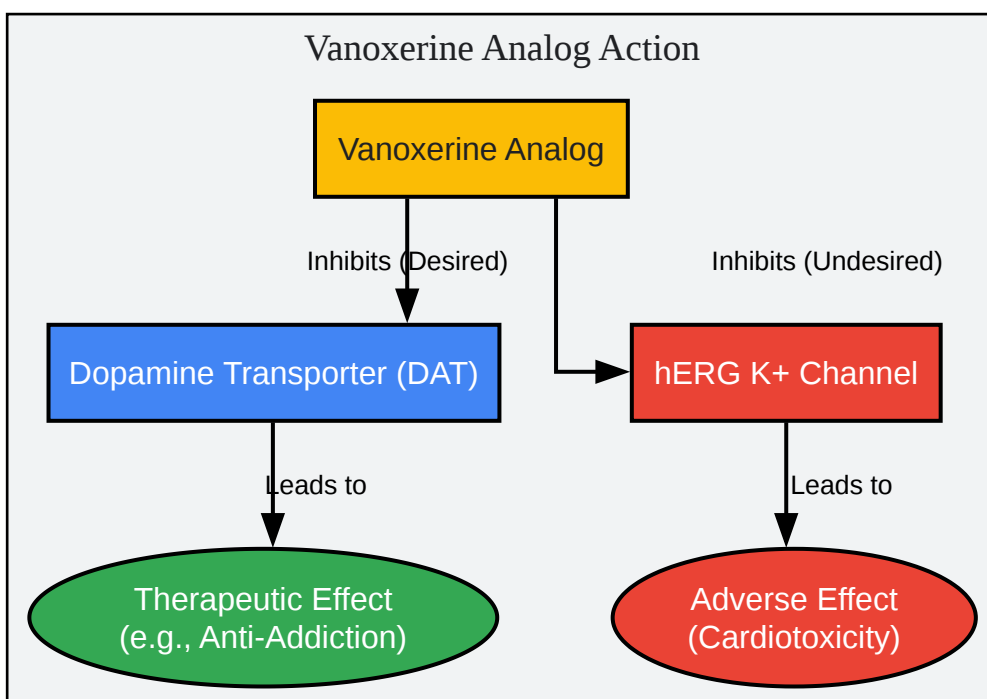 Vanoxerine Analog Action
Vanoxerine Analog
Inhibits (Desired)
Inhibits (Undesired)
Dopamine Transporter (DAT)
hERG K+ Channel
Leads to
Leads to
Therapeutic Effect
(e.g., Anti-Addiction)
Adverse Effect
(Cardiotoxicity)